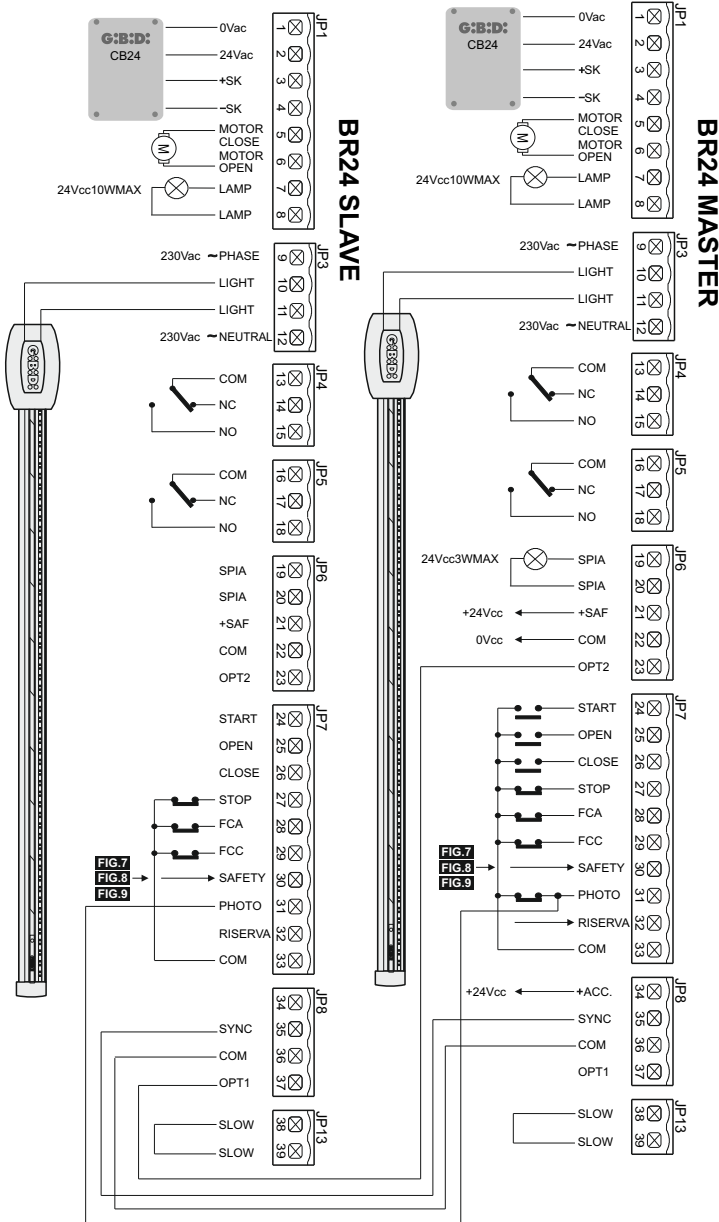 BR24 SLAVE
JP1
G:B:D:
CB24
1 0Vac
2 24Vac
3 +SK
4 –SK
5 MOTOR CLOSE
M
6 MOTOR OPEN
24Vcc10WMAX
7 LAMP
8 LAMP
JP3
230Vac ~PHASE 9
LIGHT 10
LIGHT 11
230Vac ~NEUTRAL 12
G:B:D:
JP4
COM 13
NC 14
NO 15
JP5
COM 16
NC 17
NO 18
JP6
SPIA 19
SPIA 20
+SAF 21
COM 22
OPT2 23
JP7
START 24
OPEN 25
CLOSE 26
STOP 27
FCA 28
FCC 29
FIG.7
FIG.8
FIG.9
SAFETY 30
PHOTO 31
RISERVA 32
COM 33
JP8
34
SYNC 35
COM 36
OPT1 37
JP13
SLOW 38
SLOW 39
BR24 MASTER
JP1
G:B:D:
CB24
0Vac 1
24Vac 2
+SK 3
–SK 4
MOTOR CLOSE 5
M
MOTOR OPEN 6
24Vcc10WMAX
LAMP 7
LAMP 8
JP3
230Vac ~PHASE 9
LIGHT 10
LIGHT 11
230Vac ~NEUTRAL 12
G:B:D:
JP4
COM 13
NC 14
NO 15
JP5
COM 16
NC 17
NO 18
JP6
24Vcc3WMAX
SPIA 19
SPIA 20
+24Vcc +SAF 21
0Vcc COM 22
OPT2 23
JP7
START 24
OPEN 25
CLOSE 26
STOP 27
FCA 28
FCC 29
FIG.7
FIG.8
FIG.9
SAFETY 30
PHOTO 31
RISERVA 32
COM 33
JP8
+24Vcc +ACC. 34
SYNC 35
COM 36
OPT1 37
JP13
SLOW 38
SLOW 39